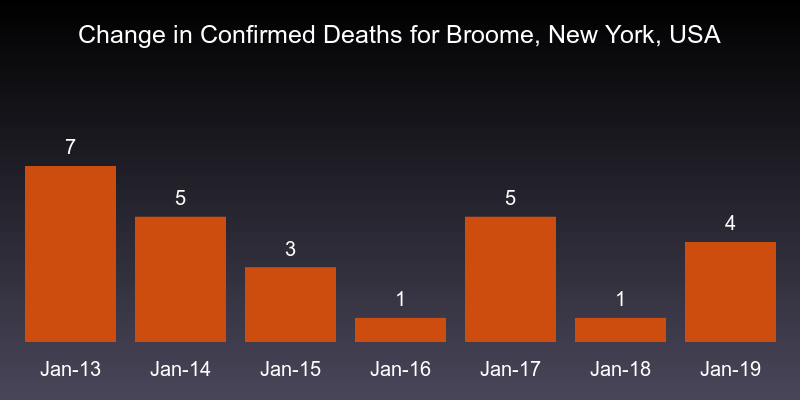 Change in Confirmed Deaths for Broome, New York, USA
7
5
3
1
5
1
4
Jan-13
Jan-14
Jan-15
Jan-16
Jan-17
Jan-18
Jan-19